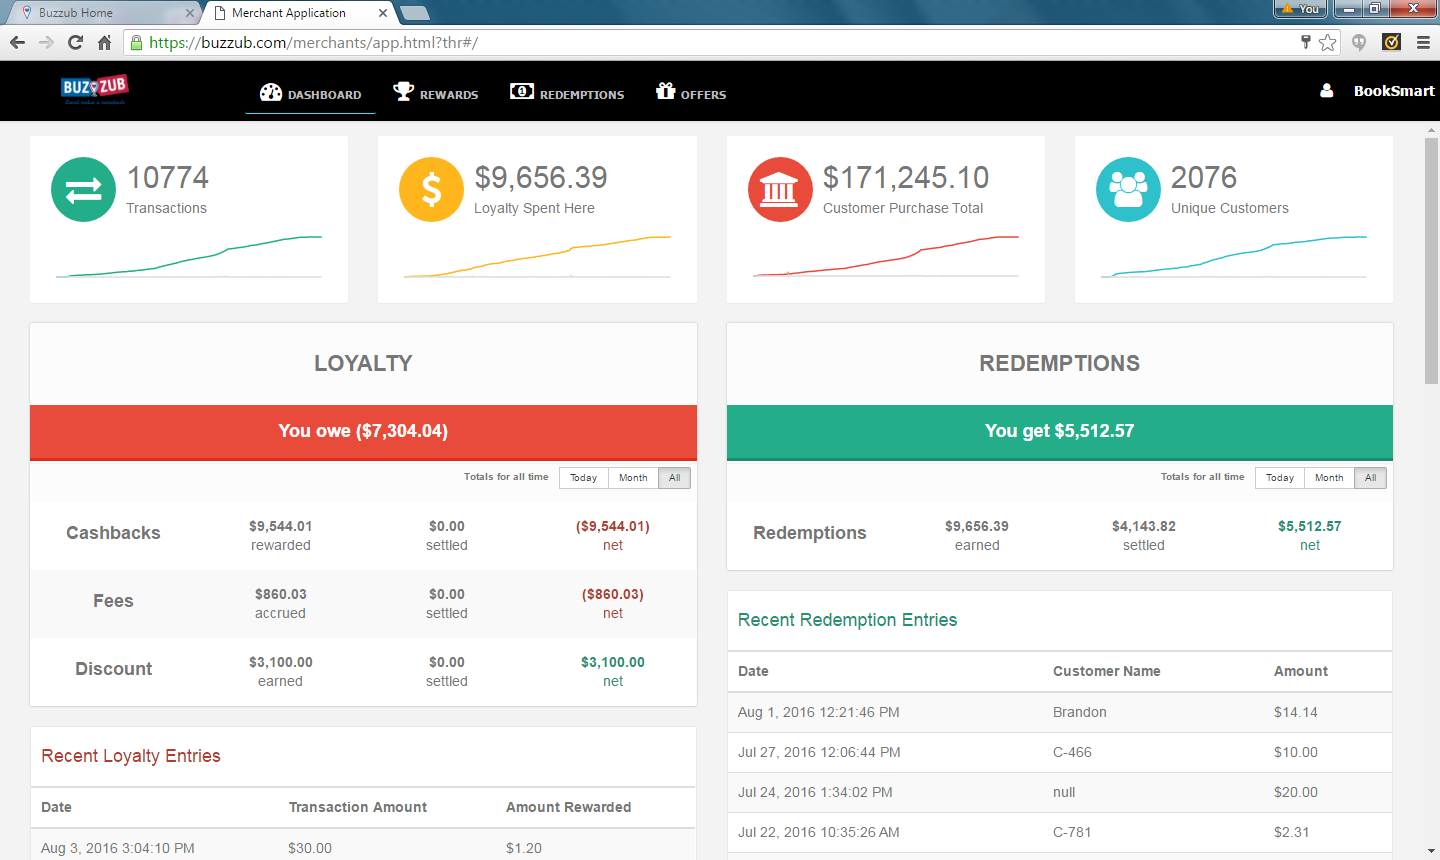 Buzzub Home
Merchant Application
You
https://buzzub.com/merchants/app.html?thr#/
BUZ ZUB
DASHBOARD
REWARDS
REDEMPTIONS
OFFERS
BookSmart
10774
Transactions
$9,656.39
Loyalty Spent Here
$171,245.10
Customer Purchase Total
2076
Unique Customers
LOYALTY
You owe ($7,304.04)
Totals for all time Today Month All
Cashbacks $9,544.01 $0.00 ($9,544.01)
rewarded settled net
Fees $860.03 $0.00 ($860.03)
accrued settled net
Discount $3,100.00 $0.00 $3,100.00
earned settled net
Recent Loyalty Entries
Date Transaction Amount Amount Rewarded
Aug 3, 2016 3:04:10 PM $30.00 $1.20
REDEMPTIONS
You get $5,512.57
Totals for all time Today Month All
Redemptions $9,656.39 $4,143.82 $5,512.57
earned settled net
Recent Redemption Entries
Date Customer Name Amount
Aug 1, 2016 12:21:46 PM Brandon $14.14
Jul 27, 2016 12:06:44 PM C-466 $10.00
Jul 24, 2016 1:34:02 PM null $20.00
Jul 22, 2016 10:35:26 AM C-781 $2.31